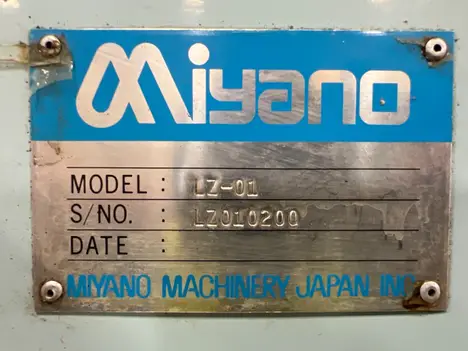 Miyano
MODEL : LZ-01
S/NO. : LZ010200
DATE :
MIYANO MACHINERY JAPAN INC